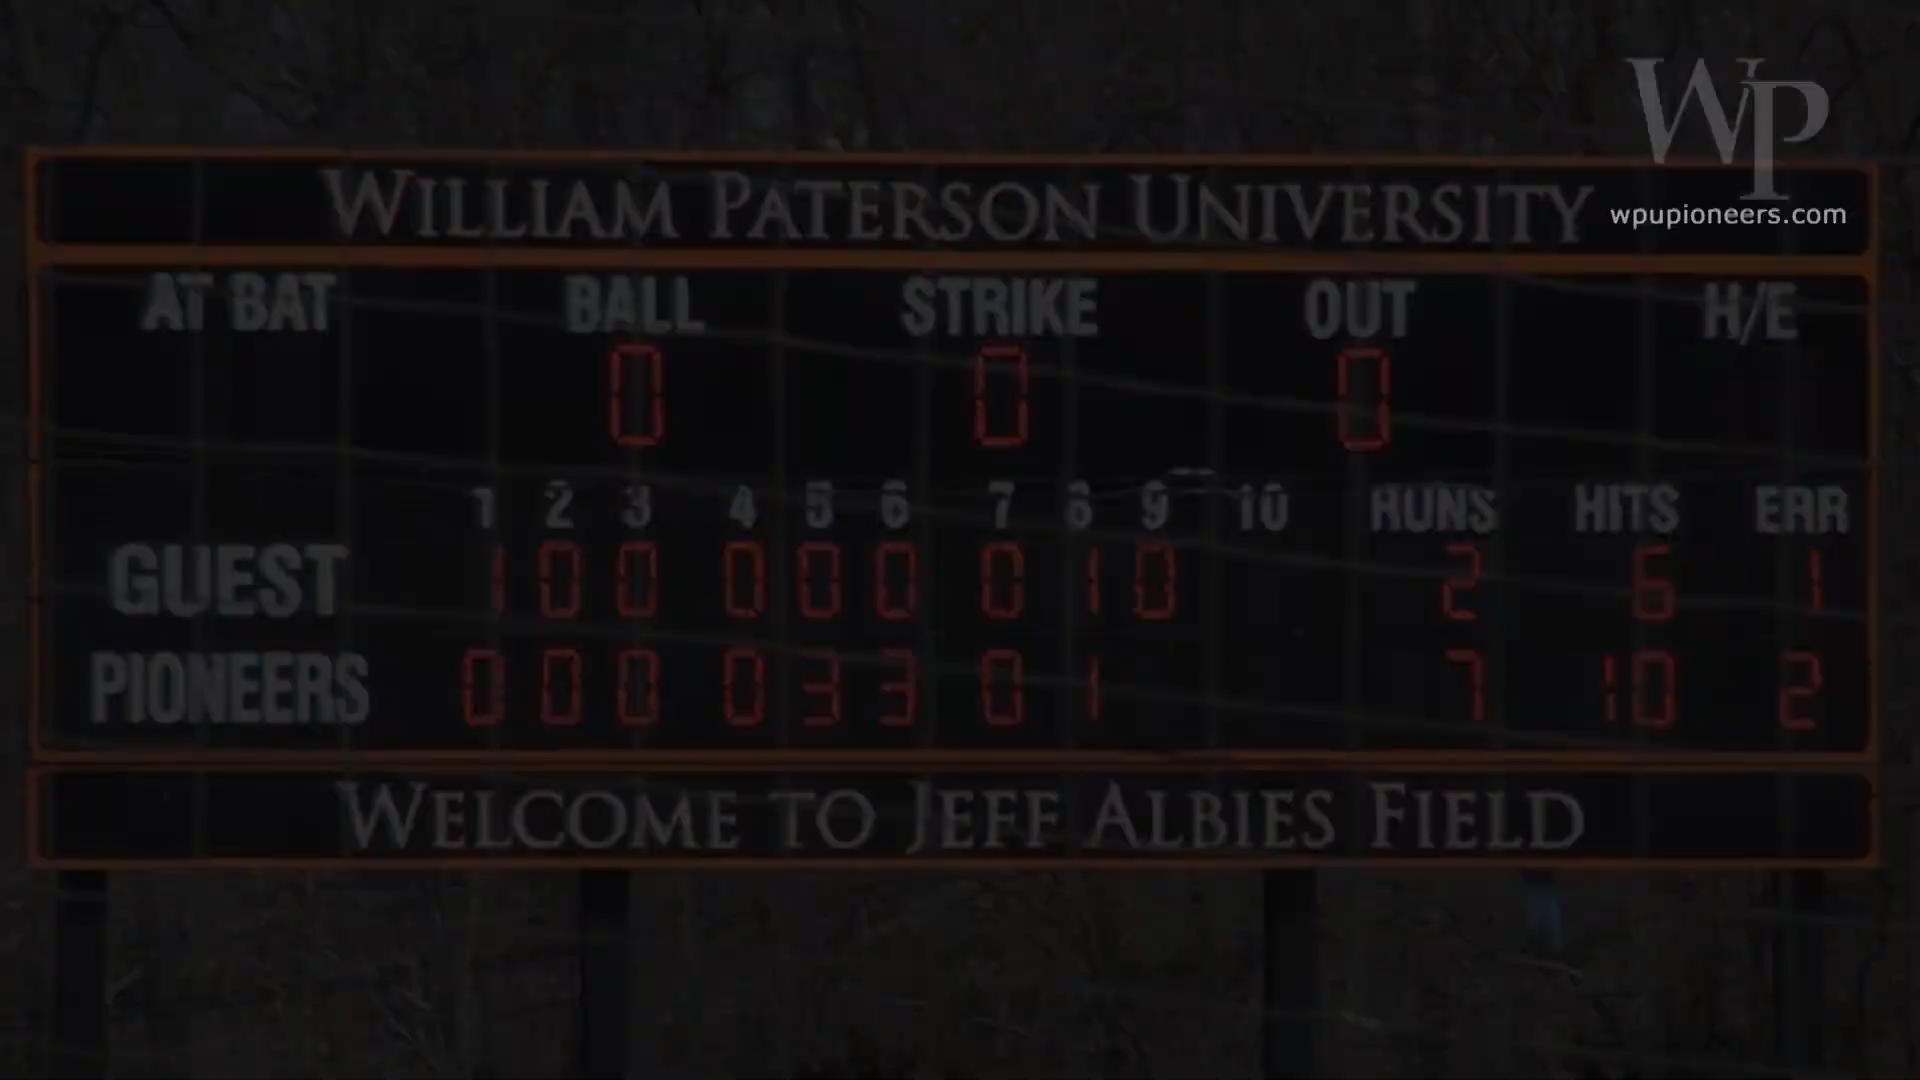 WP
wpupioneers.com
WILLIAM PATERSON UNIVERSITY
AT BAT BALL STRIKE OUT H/E
0 0 0
1 2 3 4 5 6 7 8 9 10 RUNS HITS ERR
GUEST 1 0 0 0 0 0 0 1 0 2 6 1
PIONEERS 0 0 0 0 3 3 0 1 7 10 2
WELCOME TO JEFF ALBIES FIELD